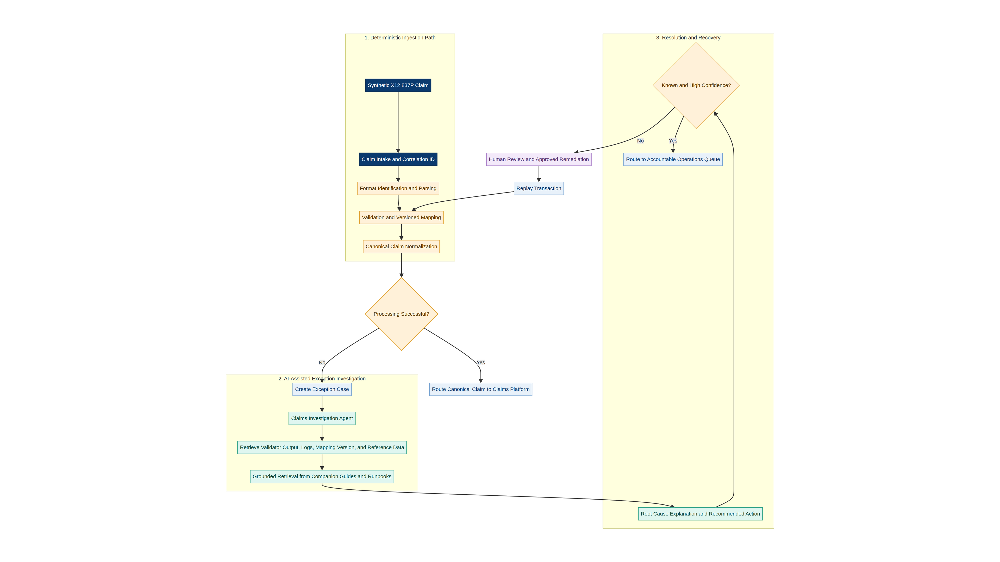 1. Deterministic Ingestion Path
Synthetic X12 837P Claim
Claim Intake and Correlation ID
Format Identification and Parsing
Validation and Versioned Mapping
Canonical Claim Normalization
Processing Successful?
No
Yes
2. AI-Assisted Exception Investigation
Create Exception Case
Claims Investigation Agent
Retrieve Validator Output, Logs, Mapping Version, and Reference Data
Grounded Retrieval from Companion Guides and Runbooks
Route Canonical Claim to Claims Platform
3. Resolution and Recovery
Known and High Confidence?
No
Yes
Human Review and Approved Remediation
Route to Accountable Operations Queue
Replay Transaction
Root Cause Explanation and Recommended Action